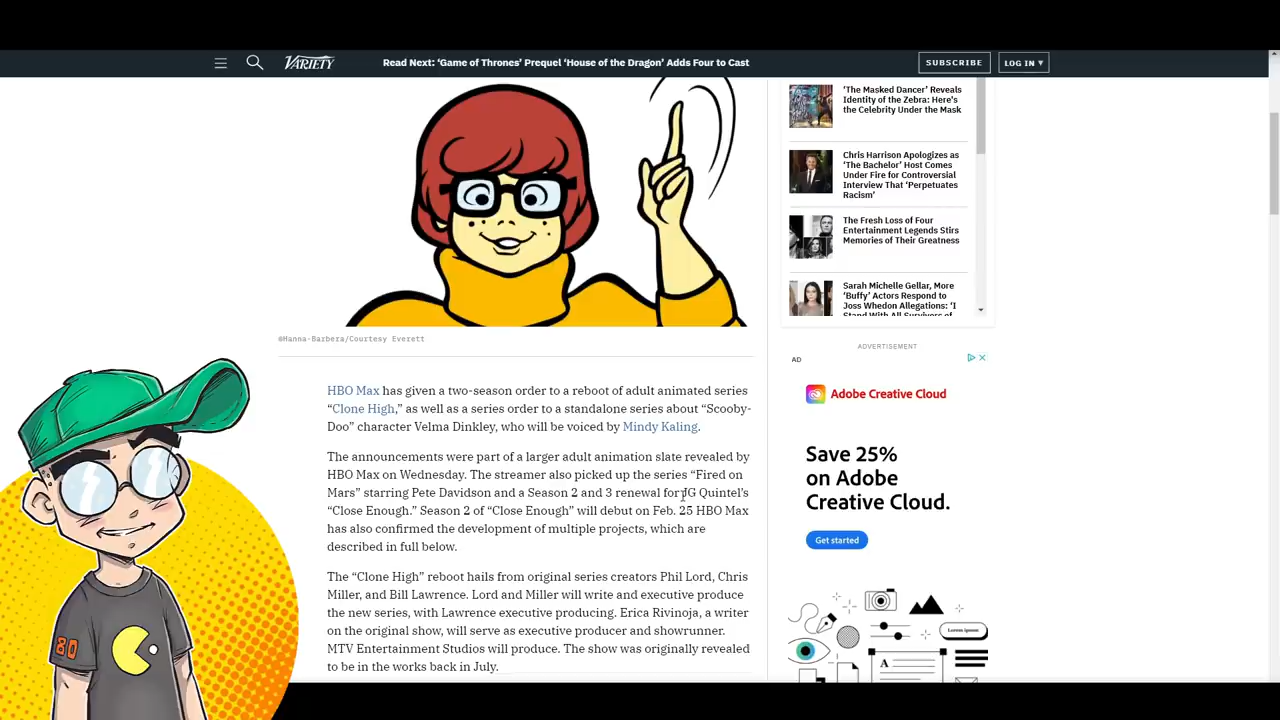 VARIETY
Read Next: ‘Game of Thrones’ Prequel ‘House of the Dragon’ Adds Four to Cast
SUBSCRIBE
LOG IN ▾
©Hanna-Barbera/Courtesy Everett
HBO Max has given a two-season order to a reboot of adult animated series
“Clone High,” as well as a series order to a standalone series about “Scooby-
Doo” character Velma Dinkley, who will be voiced by Mindy Kaling.
The announcements were part of a larger adult animation slate revealed by
HBO Max on Wednesday. The streamer also picked up the series “Fired on
Mars” starring Pete Davidson and a Season 2 and 3 renewal for JG Quintel’s
“Close Enough.” Season 2 of “Close Enough” will debut on Feb. 25 HBO Max
has also confirmed the development of multiple projects, which are
described in full below.
The “Clone High” reboot hails from original series creators Phil Lord, Chris
Miller, and Bill Lawrence. Lord and Miller will write and executive produce
the new series, with Lawrence executive producing. Erica Rivinoja, a writer
on the original show, will serve as executive producer and showrunner.
MTV Entertainment Studios will produce. The show was originally revealed
to be in the works back in July.
‘The Masked Dancer’ Reveals
Identity of the Zebra: Here's
the Celebrity Under the Mask
Chris Harrison Apologizes as
‘The Bachelor’ Host Comes
Under Fire for Controversial
Interview That ‘Perpetuates
Racism’
The Fresh Loss of Four
Entertainment Legends Stirs
Memories of Their Greatness
Sarah Michelle Gellar, More
‘Buffy’ Actors Respond to
Joss Whedon Allegations: ‘I
Stand With All Survivors of
ADVERTISEMENT
AD
Adobe Creative Cloud
Save 25%
on Adobe
Creative Cloud.
Get started
Lorem ipsum
A
80